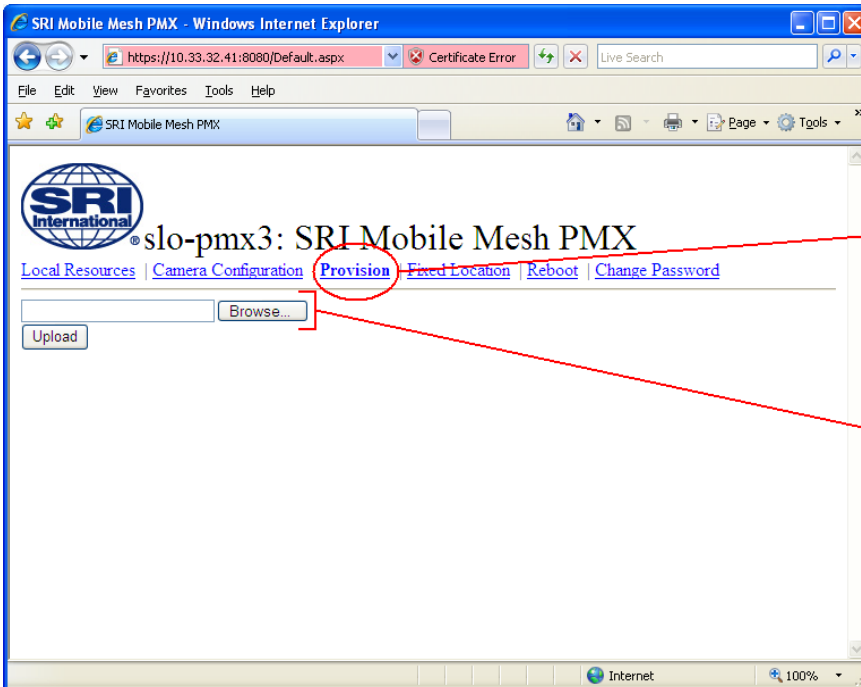 SRI Mobile Mesh PMX - Windows Internet Explorer
https://10.33.32.41:8080/Default.aspx Certificate Error Live Search
File Edit View Favorites Tools Help
SRI Mobile Mesh PMX Page Tools »
SRI
International
® slo-pmx3: SRI Mobile Mesh PMX
Local Resources | Camera Configuration | Provision | Fixed Location | Reboot | Change Password
Browse...
Upload
Internet 100%